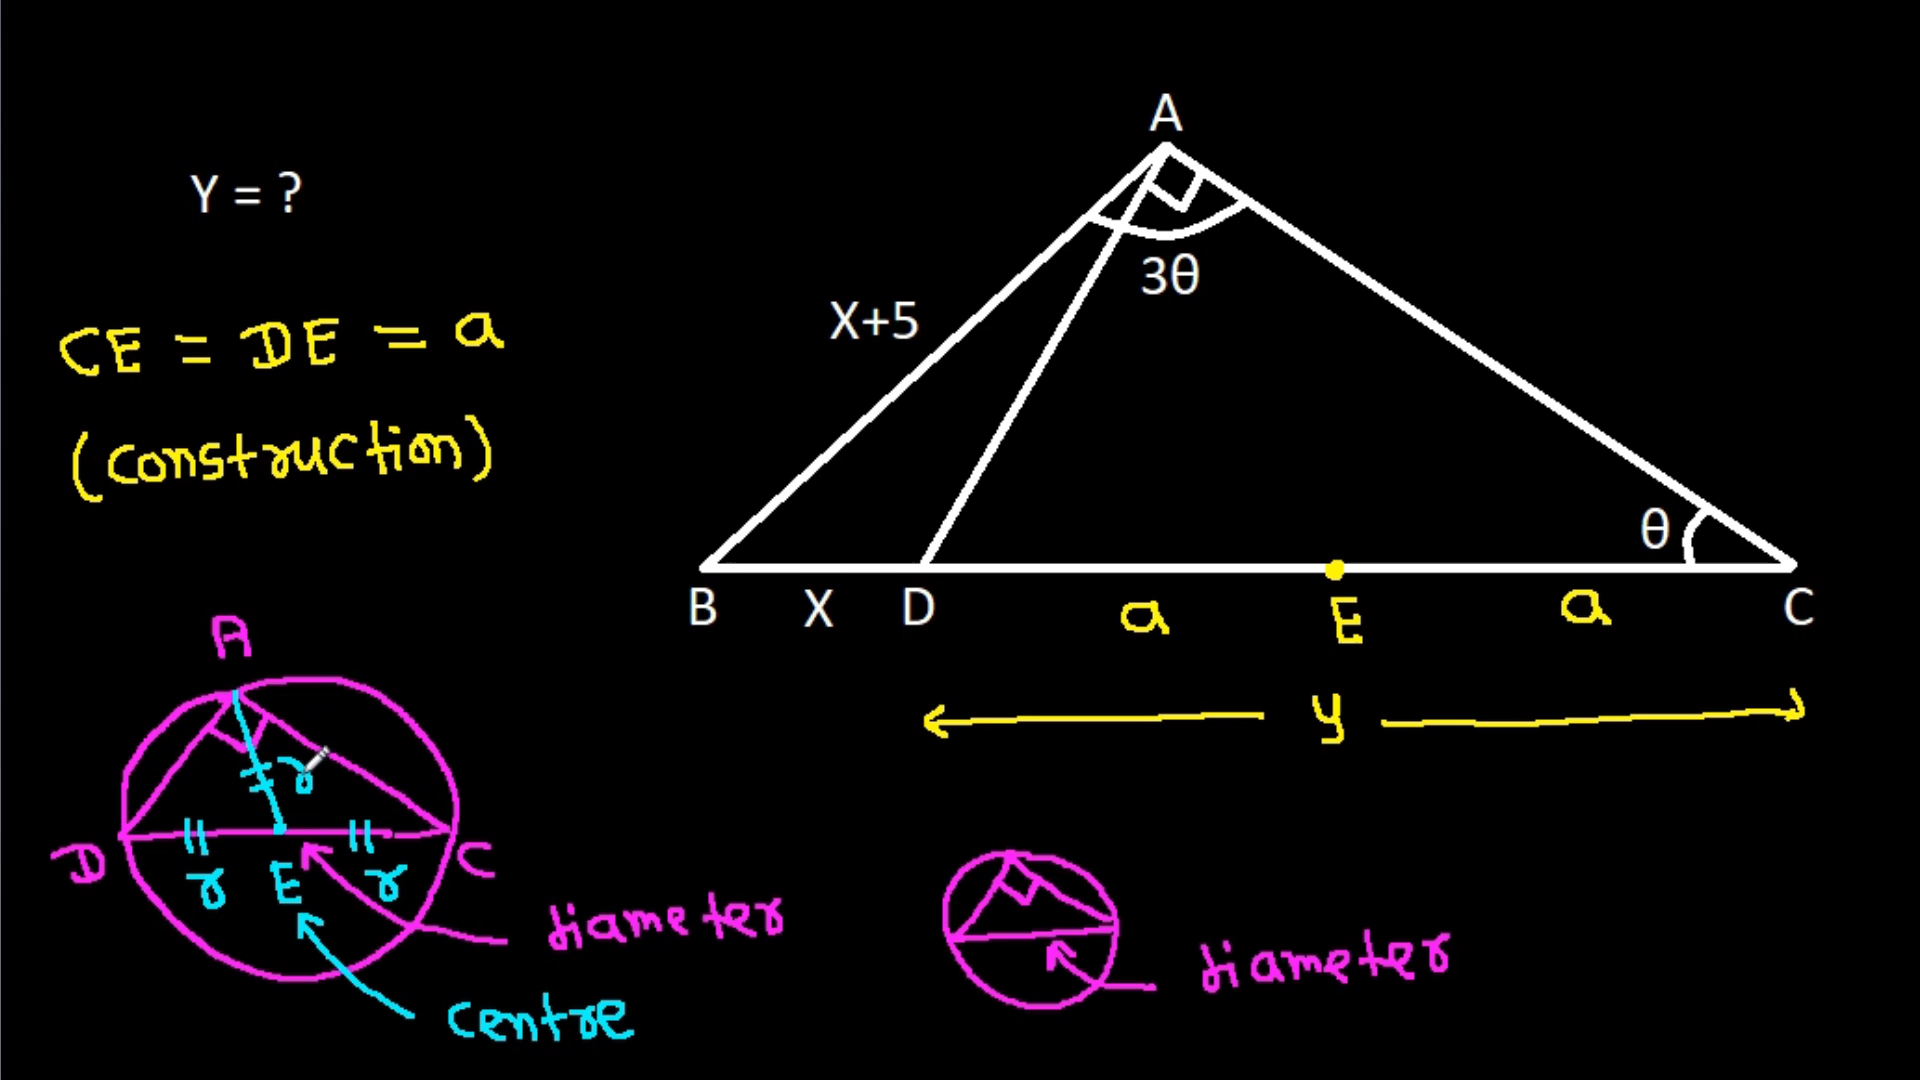 Y = ?
CE = DE = a
(construction)
A
3θ
X+5
θ
B X D a E a C
y
A
r
D r E r C
diameter
centre
diameter